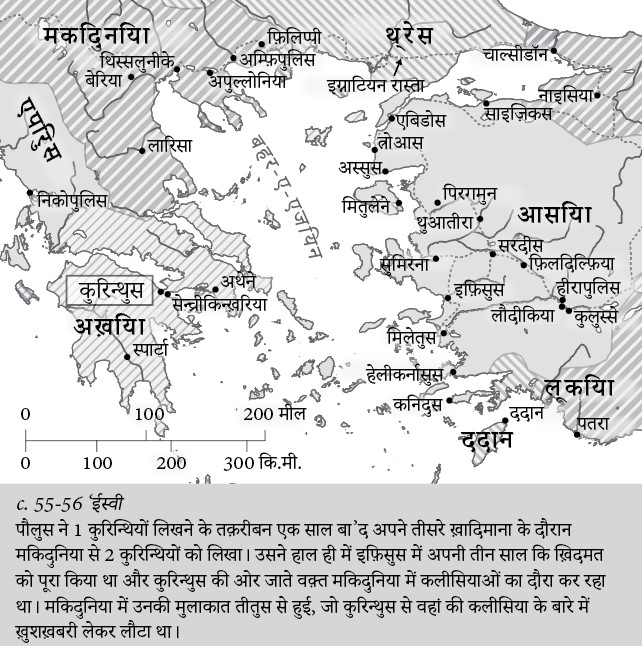 मकिदुनिया
थ्रेस
फ़िलिप्पी
अम्फ़िपुलिस
थिस्सलुनीके
बेरिया
अपुल्लोनिया
इग्नाटियन रास्ता
चाल्सीडॉन
नाइसिया
साइज़िकस
एबिडोस
त्रोआस
अस्सुस
एपीरुस
लारिसा
बहर-ए-एजियन
निकोपुलिस
मितुलेने
पिरगमुन
थुआतीरा
आसिया
सरदीस
सुमिरना
फ़िलदिल्फ़िया
हीरापुलिस
इफ़िसुस
लौदीकिया
कुलुस्से
कुरिन्थुस
अथेने
सेन्ख़ीकिन्खरिया
अख़िया
स्पार्टा
मिलेतुस
हेलीकर्नासुस
कनिदुस
लूकिया
ददान
ददान
पतरा
0 100 200 मील
0 100 200 300 कि.मी.
c. 55-56 ‘ईस्वी
पौलुस ने 1 कुरिन्थियों लिखने के तक़रीबन एक साल बा’द अपने तीसरे ख़ादिमाना के दौरान
मकिदुनिया से 2 कुरिन्थियों को लिखा। उसने हाल ही में इफ़िसुस में अपनी तीन साल कि ख़िदमत
को पूरा किया था और कुरिन्थुस की ओर जाते वक़्त मकिदुनिया में कलीसियाओं का दौरा कर रहा
था। मकिदुनिया में उनकी मुलाकात तीतुस से हुई, जो कुरिन्थुस से वहां की कलीसिया के बारे में
ख़ुशख़बरी लेकर लौटा था।